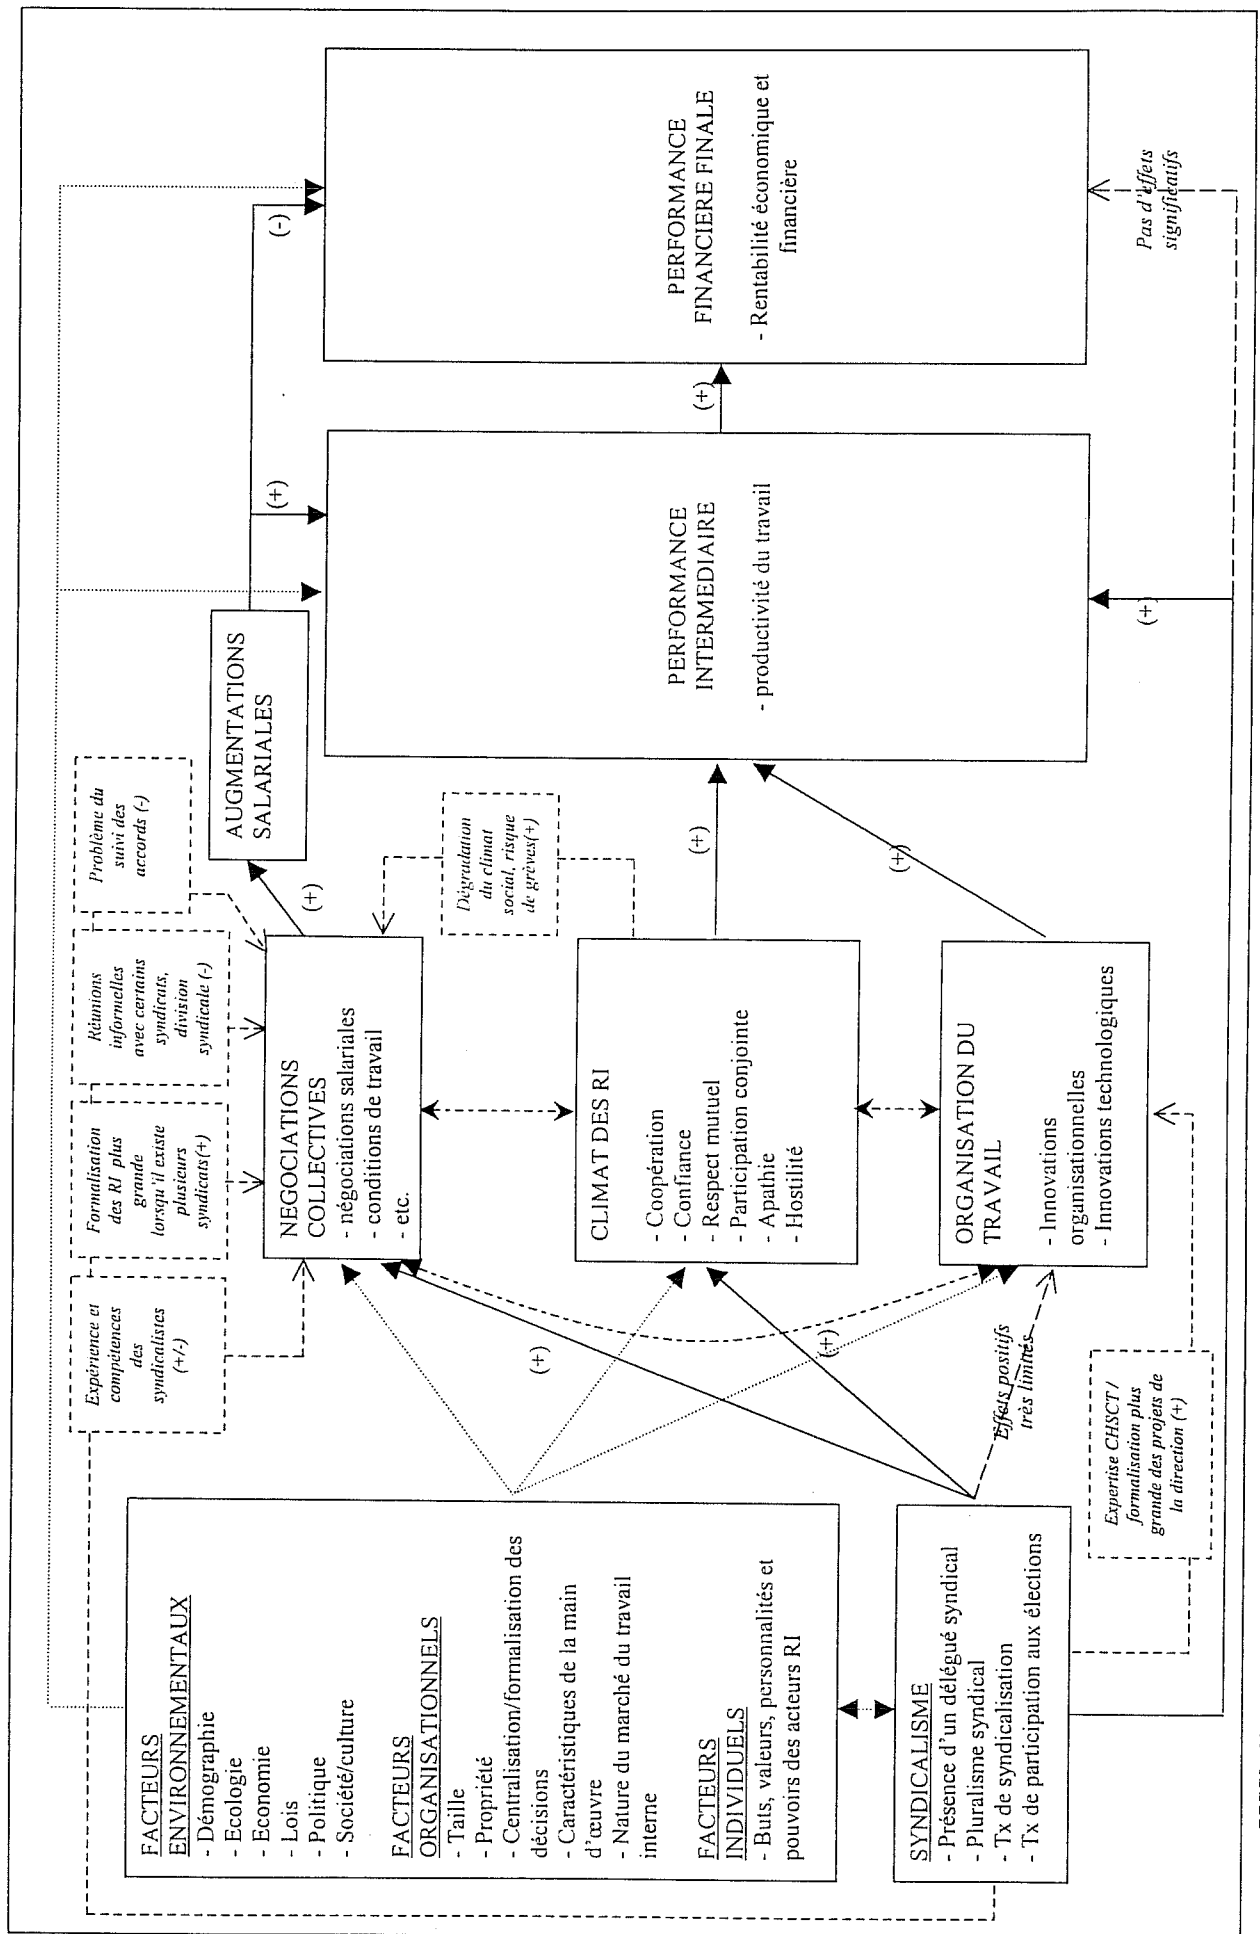 FACTEURS
ENVIRONNEMENTAUX
- Démographie
- Ecologie
- Economie
- Lois
- Politique
- Société/culture
FACTEURS
ORGANISATIONNELS
- Taille
- Propriété
- Centralisation/formalisation des
décisions
- Caractéristiques de la main
d'œuvre
- Nature du marché du travail
interne
FACTEURS
INDIVIDUELS
- Buts, valeurs, personnalités et
pouvoirs des acteurs RI
SYNDICALISME
- Présence d'un délégué syndical
- Pluralisme syndical
- Tx de syndicalisation
- Tx de participation aux élections
Expérience et
compétences
des
syndicalistes
(+/-)
Formalisation
des RI plus
grande
lorsqu'il existe
plusieurs
syndicats(+)
Réunions
informelles
avec certains
syndicats,
division
syndicale (-)
Problème du
suivi des
accords (-)
(+)
(+)
Effets positifs
très limités
Expertise CHSCT /
formalisation plus
grande des projets de
la direction (+)
NEGOCIATIONS
COLLECTIVES
- négociations salariales
- conditions de travail
- etc.
CLIMAT DES RI
- Coopération
- Confiance
- Respect mutuel
- Participation conjointe
- Apathie
- Hostilité
ORGANISATION DU
TRAVAIL
- Innovations
organisationnelles
- Innovations technologiques
(+)
Dégradation
du climat
social, risque
de grèves(+)
(+)
(+)
AUGMENTATIONS
SALARIALES
(+)
(-)
PERFORMANCE
INTERMEDIAIRE
- productivité du travail
(+)
(+)
PERFORMANCE
FINANCIERE FINALE
- Rentabilité économique et
financière
Pas d'effets
significatifs